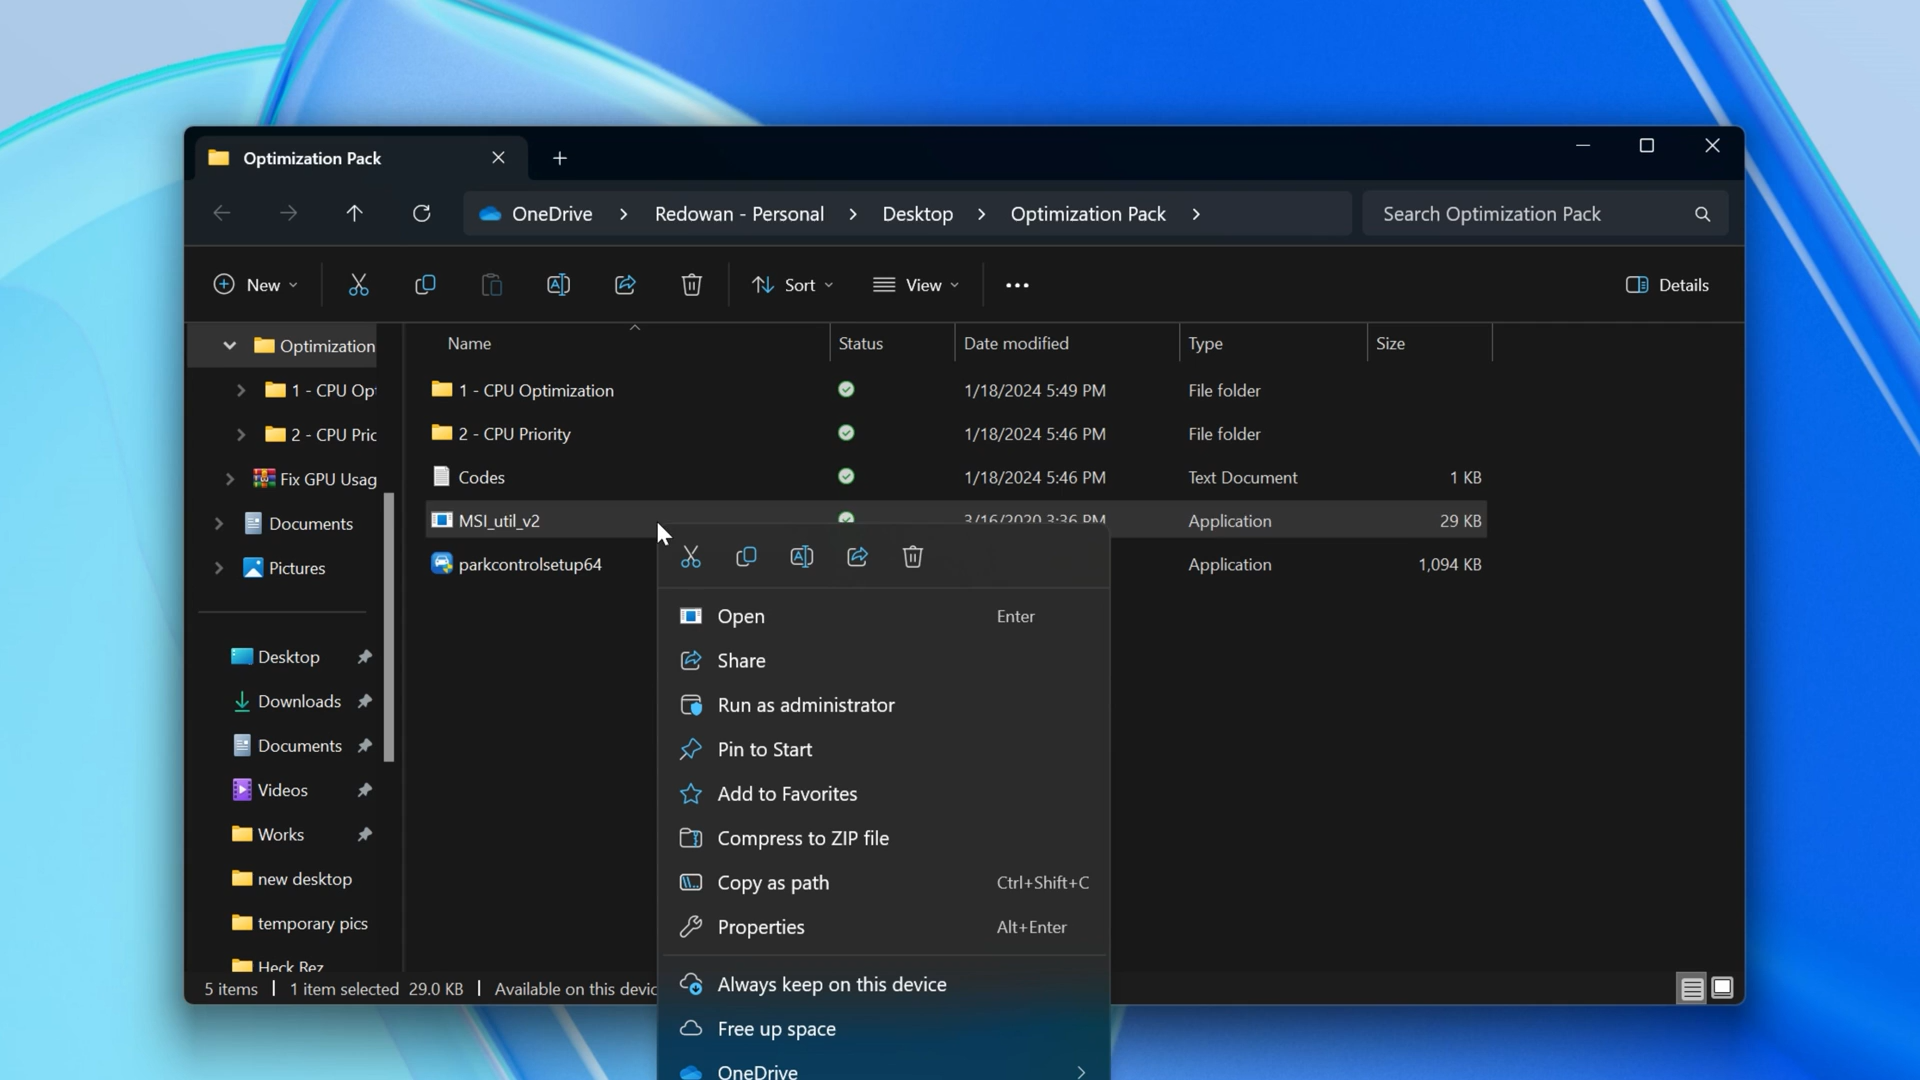 Optimization Pack
OneDrive > Redowan - Personal > Desktop > Optimization Pack >
Search Optimization Pack
New
Sort
View
Details
Name Status Date modified Type Size
Optimization
1 - CPU Op
2 - CPU Pric
Fix GPU Usag
Documents
Pictures
Desktop
Downloads
Documents
Videos
Works
new desktop
temporary pics
Heck Rez
1 - CPU Optimization 1/18/2024 5:49 PM File folder
2 - CPU Priority 1/18/2024 5:46 PM File folder
Codes 1/18/2024 5:46 PM Text Document 1 KB
MSI_util_v2 3/16/2020 3:36 PM Application 29 KB
parkcontrolsetup64 Application 1,094 KB
Open Enter
Share
Run as administrator
Pin to Start
Add to Favorites
Compress to ZIP file
Copy as path Ctrl+Shift+C
Properties Alt+Enter
Always keep on this device
Free up space
OneDrive
5 items | 1 item selected 29.0 KB | Available on this devic